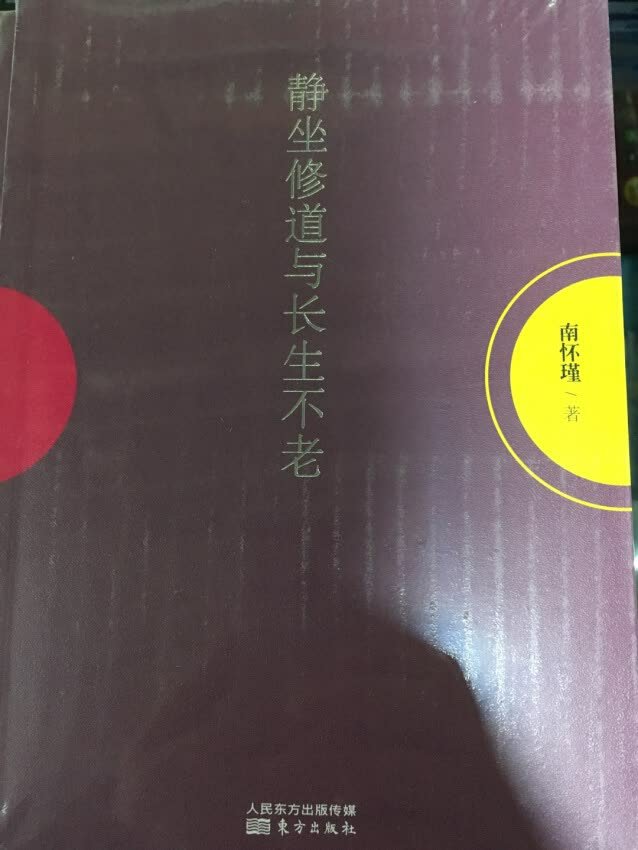 静坐修道与长生不老
南怀瑾/著
人民东方出版传媒
东方出版社